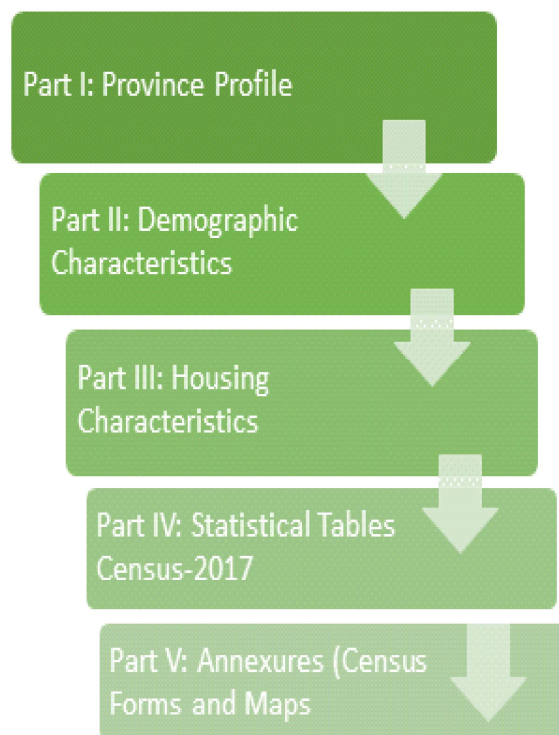 Part I: Province Profile
Part II: Demographic
Characteristics
Part III: Housing
Characteristics
Part IV: Statistical Tables
Census-2017
Part V: Annexures (Census
Forms and Maps